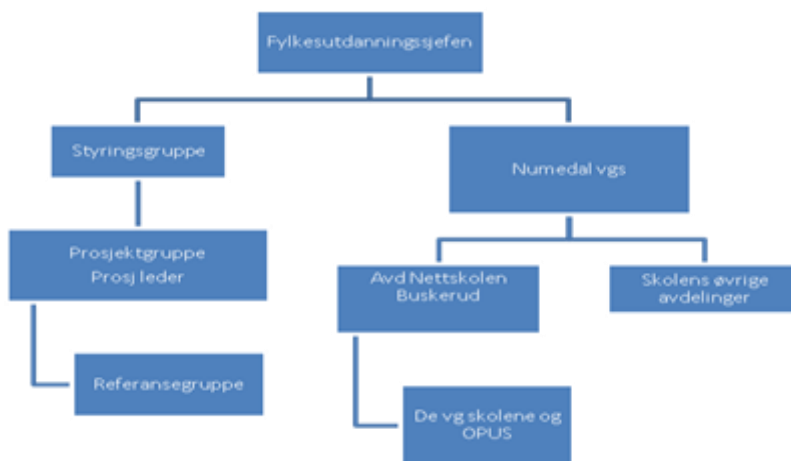 Fylkesutdanningssjefen
Styringsgruppe
Numedal vgs
Prosjektgruppe
Prosj leder
Avd Nettskolen
Buskerud
Skolens øvrige
avdelinger
Referansegruppe
De vg skolene og
OPUS